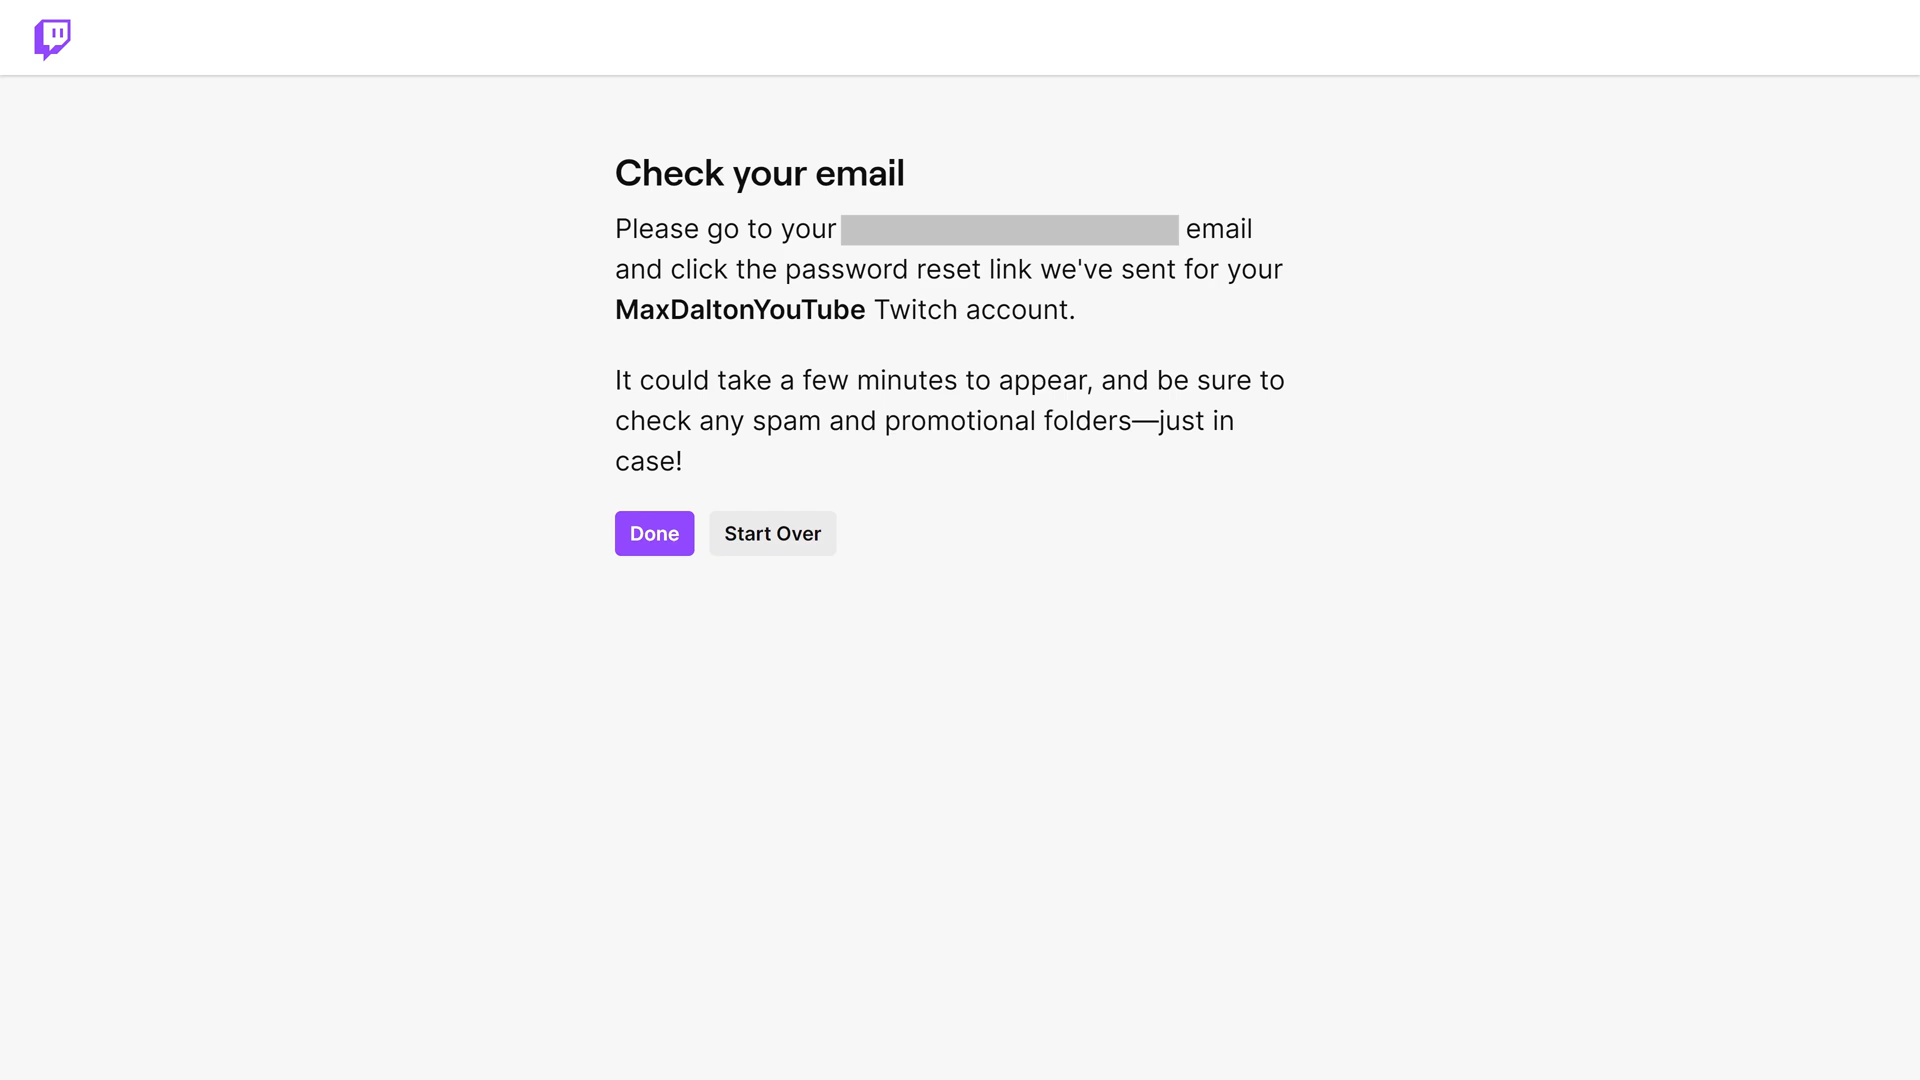 Check your email
Please go to your email
and click the password reset link we've sent for your
MaxDaltonYouTube Twitch account.
It could take a few minutes to appear, and be sure to
check any spam and promotional folders—just in
case!
Done
Start Over